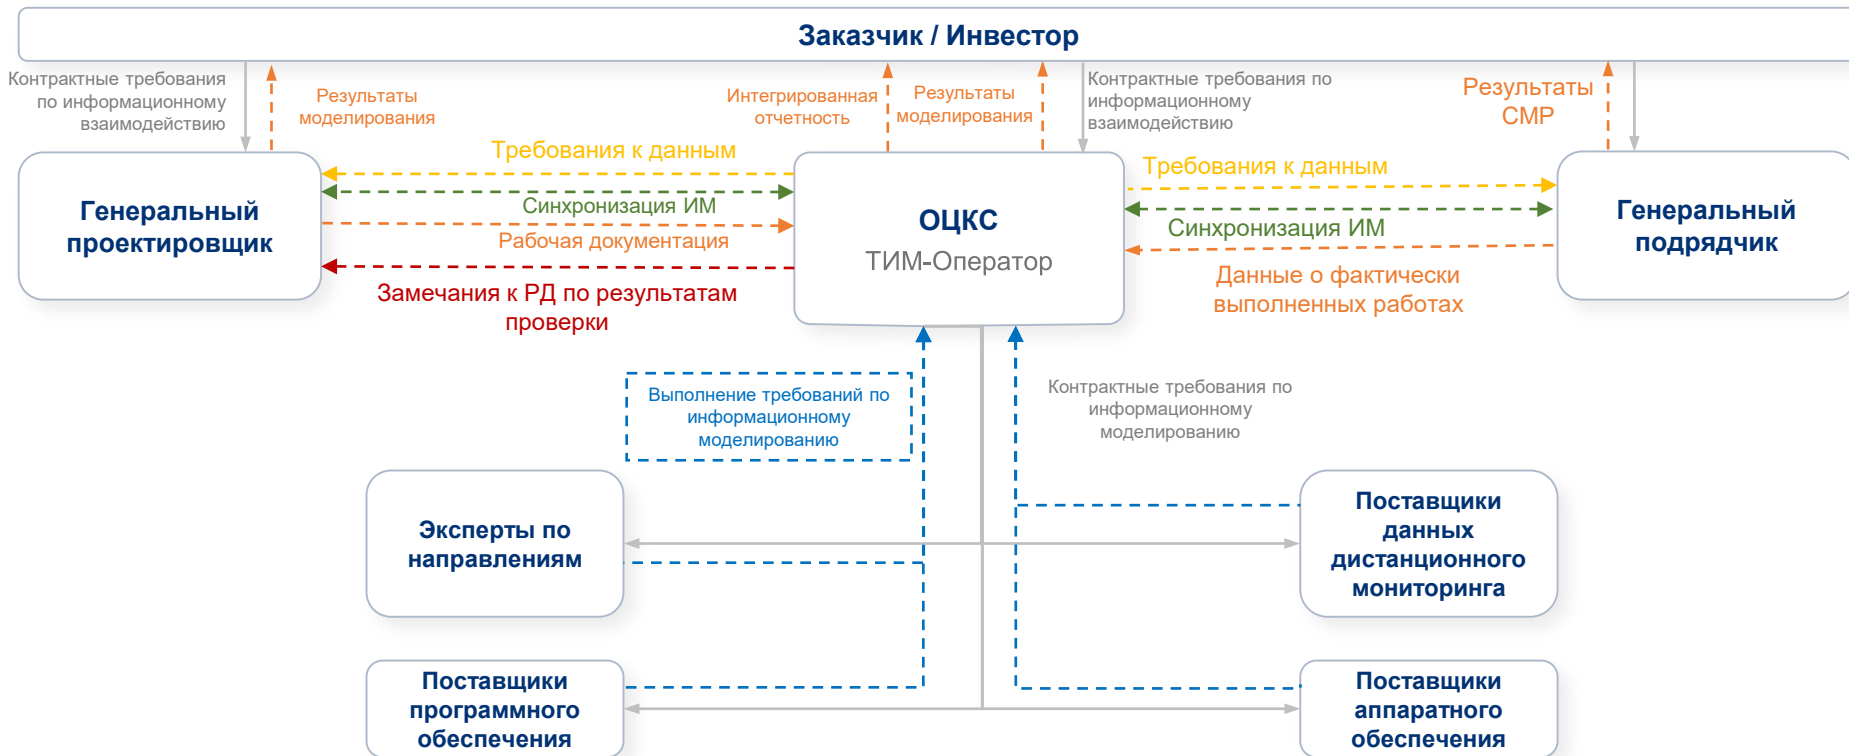 Заказчик / Инвестор
Контрактные требования
по информационному
взаимодействию
Результаты
моделирования
Интегрированная
отчетность
Результаты
моделирования
Контрактные требования по
информационному
взаимодействию
Результаты
СМР
Генеральный
проектировщик
Требования к данным
Синхронизация ИМ
Рабочая документация
Замечания к РД по результатам
проверки
ОЦКС
ТИМ-Оператор
Требования к данным
Синхронизация ИМ
Данные о фактически
выполненных работах
Генеральный
подрядчик
Выполнение требований по
информационному
моделированию
Контрактные требования по
информационному
моделированию
Эксперты по
направлениям
Поставщики
данных
дистанционного
мониторинга
Поставщики
программного
обеспечения
Поставщики
аппаратного
обеспечения